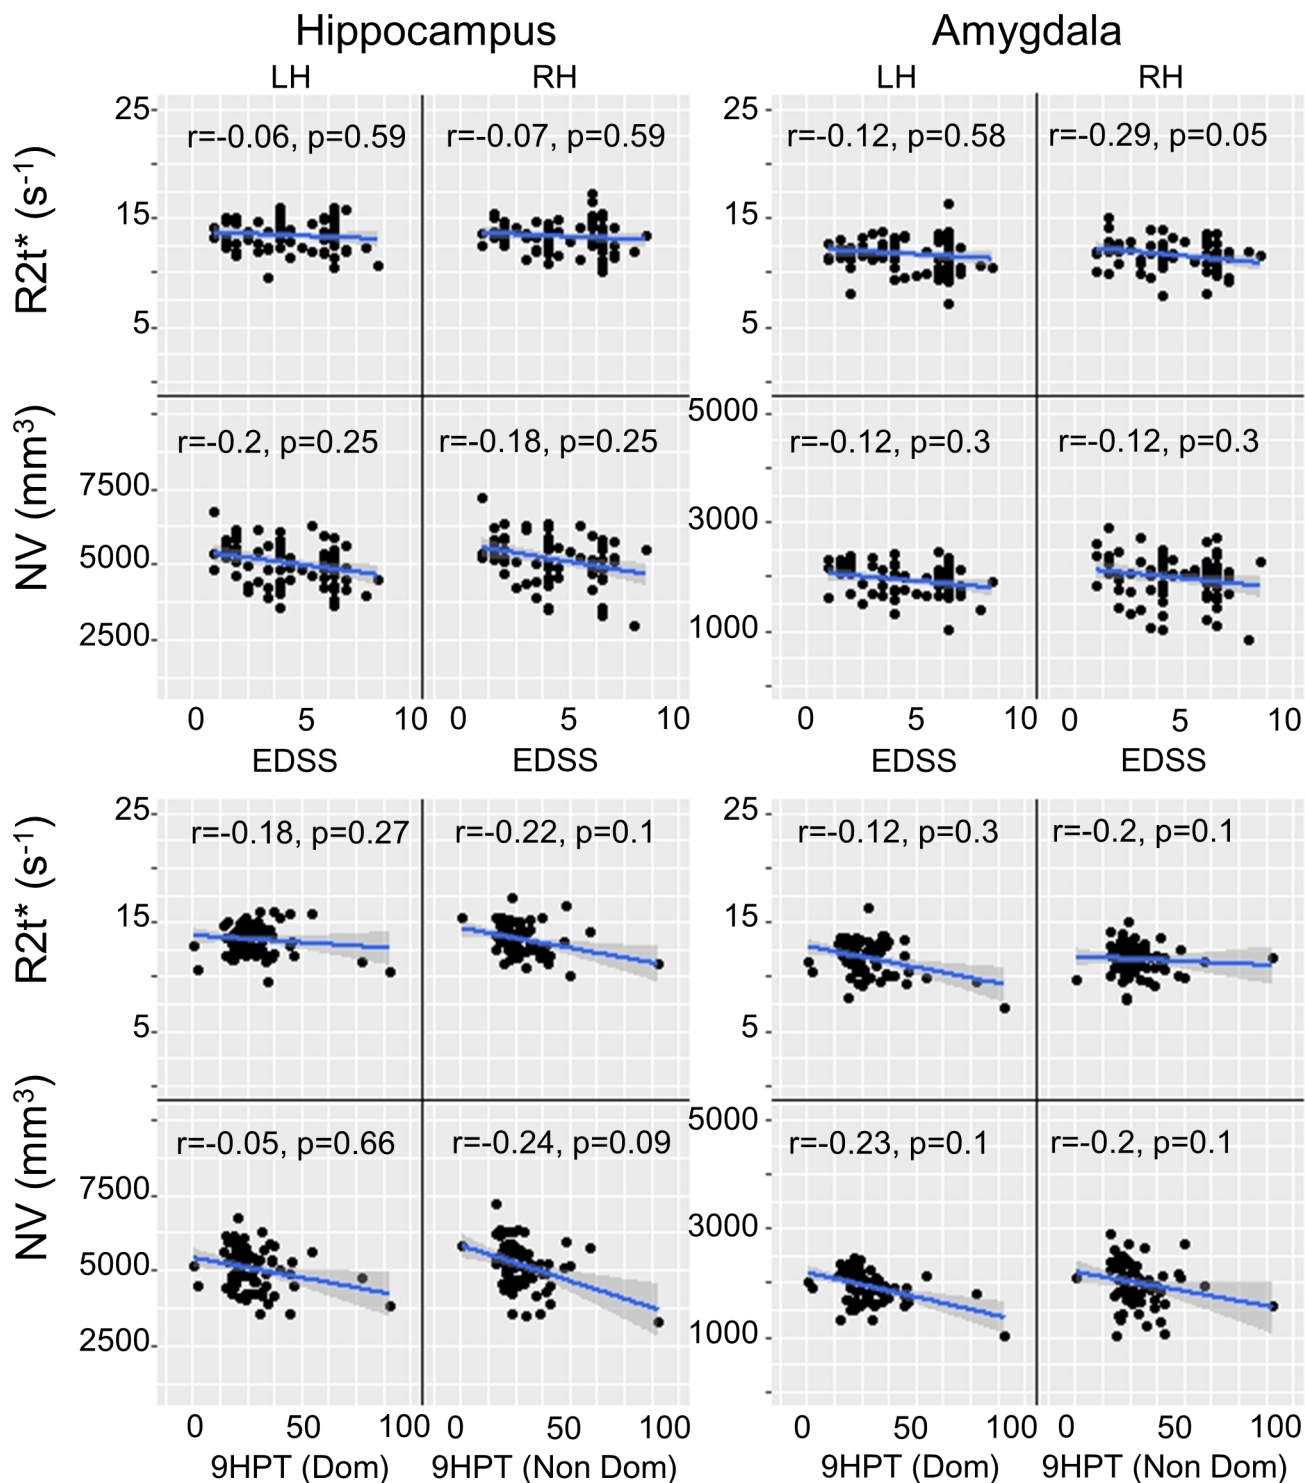 Hippocampus Amygdala
LH RH LH RH
25 r=-0.06, p=0.59 r=-0.07, p=0.59 25 r=-0.12, p=0.58 r=-0.29, p=0.05
R2t* (s-1)
15 15
5 5
5000
r=-0.2, p=0.25 r=-0.18, p=0.25 r=-0.12, p=0.3 r=-0.12, p=0.3
NV (mm3)
7500 3000
5000
2500 1000
0 5 10 0 5 10 0 5 10 0 5 10
EDSS EDSS EDSS EDSS
25 r=-0.18, p=0.27 r=-0.22, p=0.1 25 r=-0.12, p=0.3 r=-0.2, p=0.1
R2t* (s-1)
15 15
5 5
5000
r=-0.05, p=0.66 r=-0.24, p=0.09 r=-0.23, p=0.1 r=-0.2, p=0.1
NV (mm3)
7500 3000
5000
2500 1000
0 50 100 0 50 100 0 50 100 0 50 100
9HPT (Dom) 9HPT (Non Dom) 9HPT (Dom) 9HPT (Non Dom)